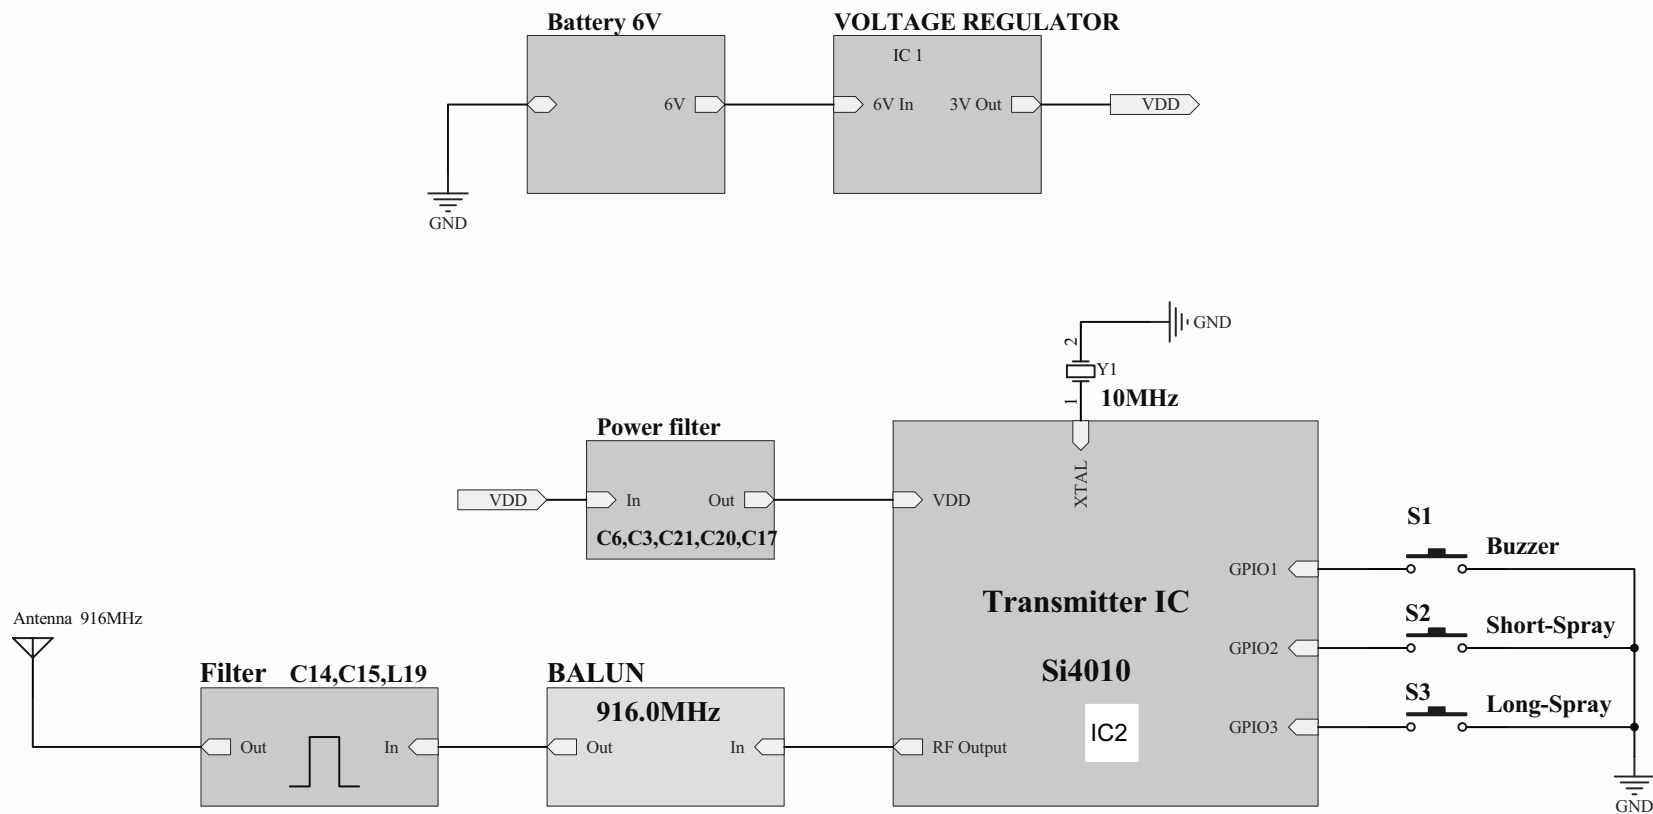 Battery 6V
VOLTAGE REGULATOR
IC 1
6V
6V In
3V Out
VDD
GND
GND
2
Y1
1
10MHz
Power filter
XTAL
VDD
In
Out
VDD
C6,C3,C21,C20,C17
S1
Buzzer
GPIO1
Transmitter IC
Antenna 916MHz
S2
Short-Spray
GPIO2
Filter C14,C15,L19
BALUN
Si4010
S3
Long-Spray
916.0MHz
GPIO3
IC2
Out
In
Out
In
RF Output
GND